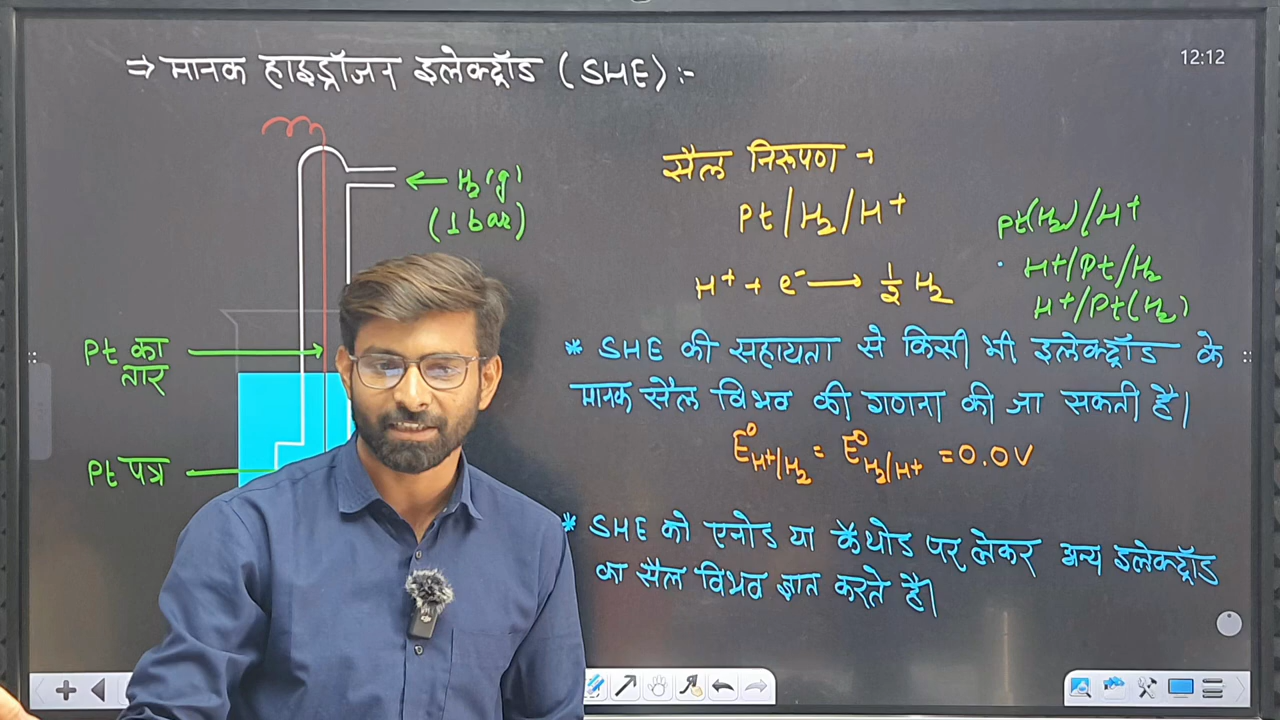 ⇒ मानक हाइड्रॉजन इलेक्ट्रॉड (SHE) :-
12:12
← H₂(g)
(1 bar)
Pt का
तार
Pt पत्र
सैल निरूपण →
Pt/H₂/H+
H+ + e⁻ ⟶ ½ H₂
Pt(H₂)/H+
H+/Pt/H₂
H+/Pt(H₂)
* SHE की सहायता से किसी भी इलेक्ट्रॉड के
मानक सैल विभव की गणना की जा सकती है।
E°H+/H₂ = E°H₂/H+ = 0.0V
* SHE को एनोड या कैथोड पर लेकर अन्य इलेक्ट्रॉड
का सैल विभव ज्ञात करते है।